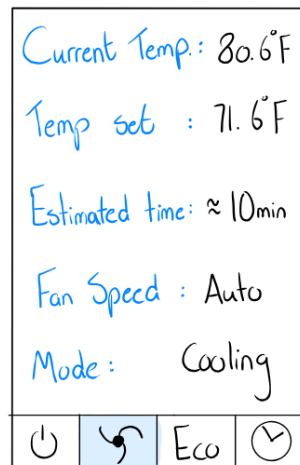 Current Temp.: 80.6°F
Temp set : 71.6°F
Estimated time: ≈ 10min
Fan Speed : Auto
Mode: Cooling
Eco